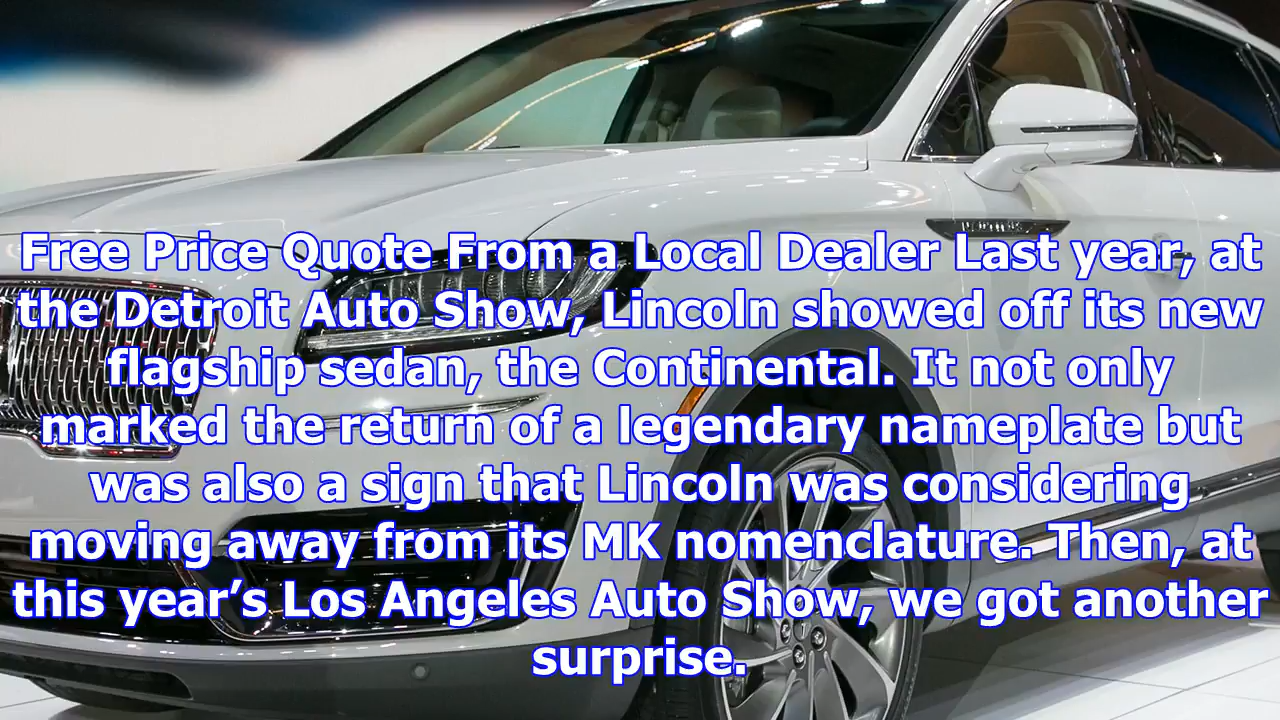 Free Price Quote From a Local Dealer Last year, at
the Detroit Auto Show, Lincoln showed off its new
flagship sedan, the Continental. It not only
marked the return of a legendary nameplate but
was also a sign that Lincoln was considering
moving away from its MK nomenclature. Then, at
this year’s Los Angeles Auto Show, we got another
surprise.